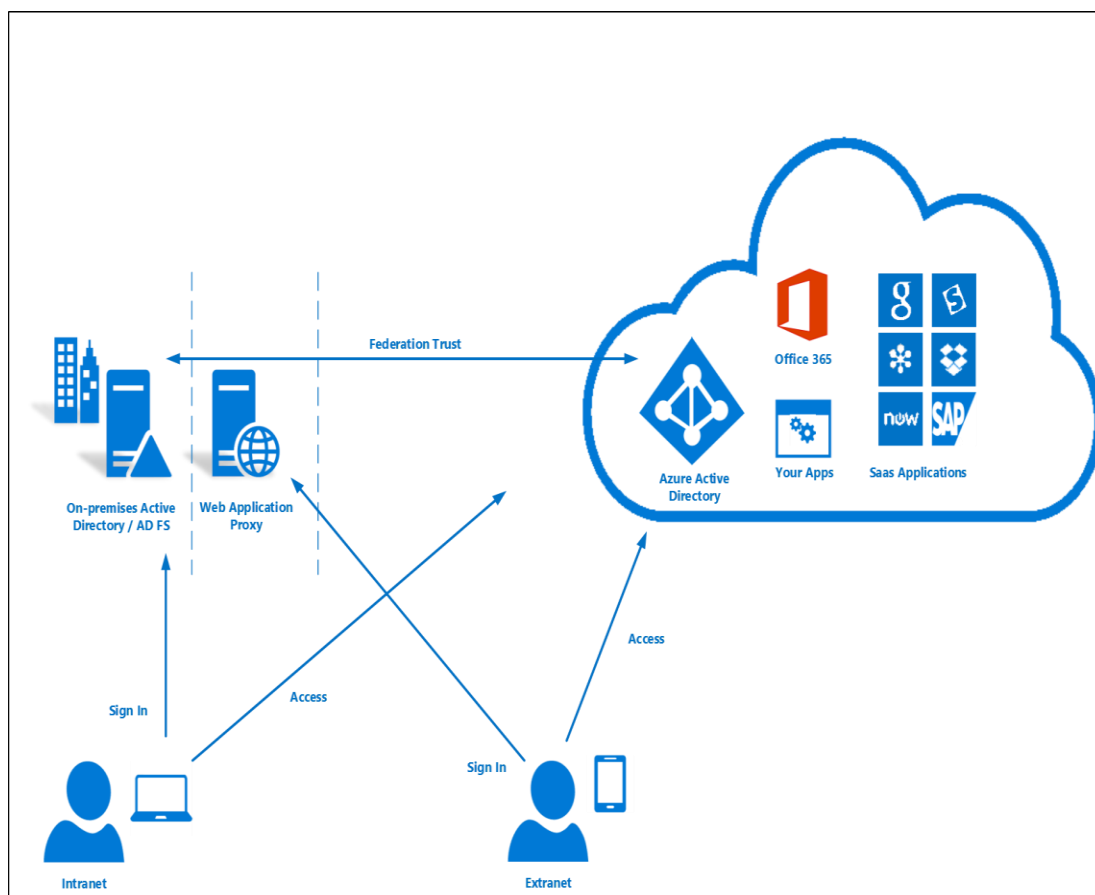 Federation Trust
Office 365
g
now
SAP
Azure Active
Directory
Your Apps
Saas Applications
On-premises Active
Directory / AD FS
Web Application
Proxy
Access
Sign In
Access
Sign In
Intranet
Extranet